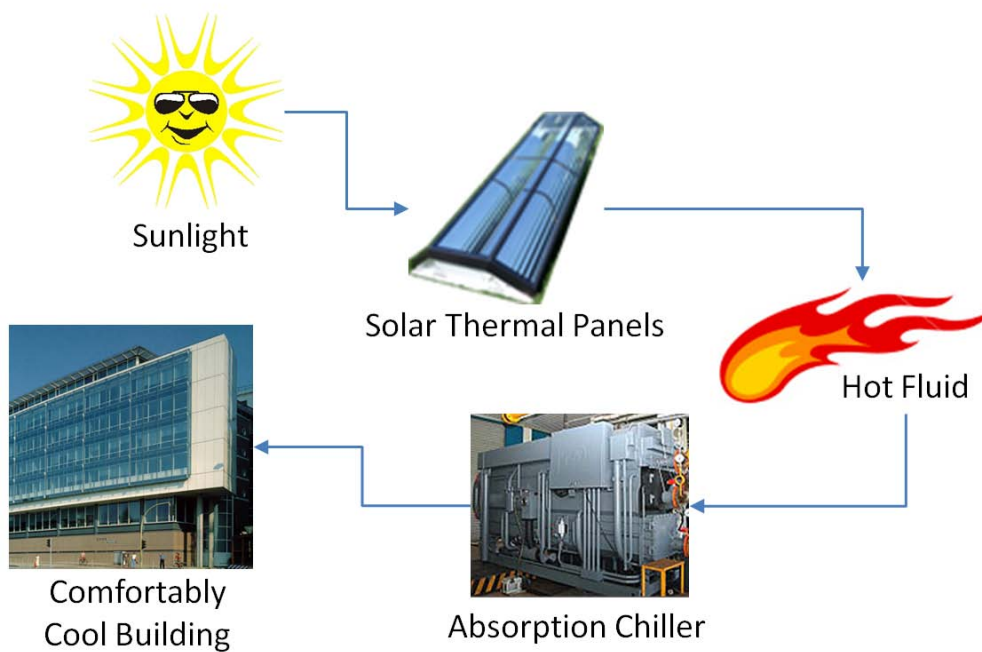 Sunlight
Solar Thermal Panels
Hot Fluid
Absorption Chiller
Comfortably
Cool Building